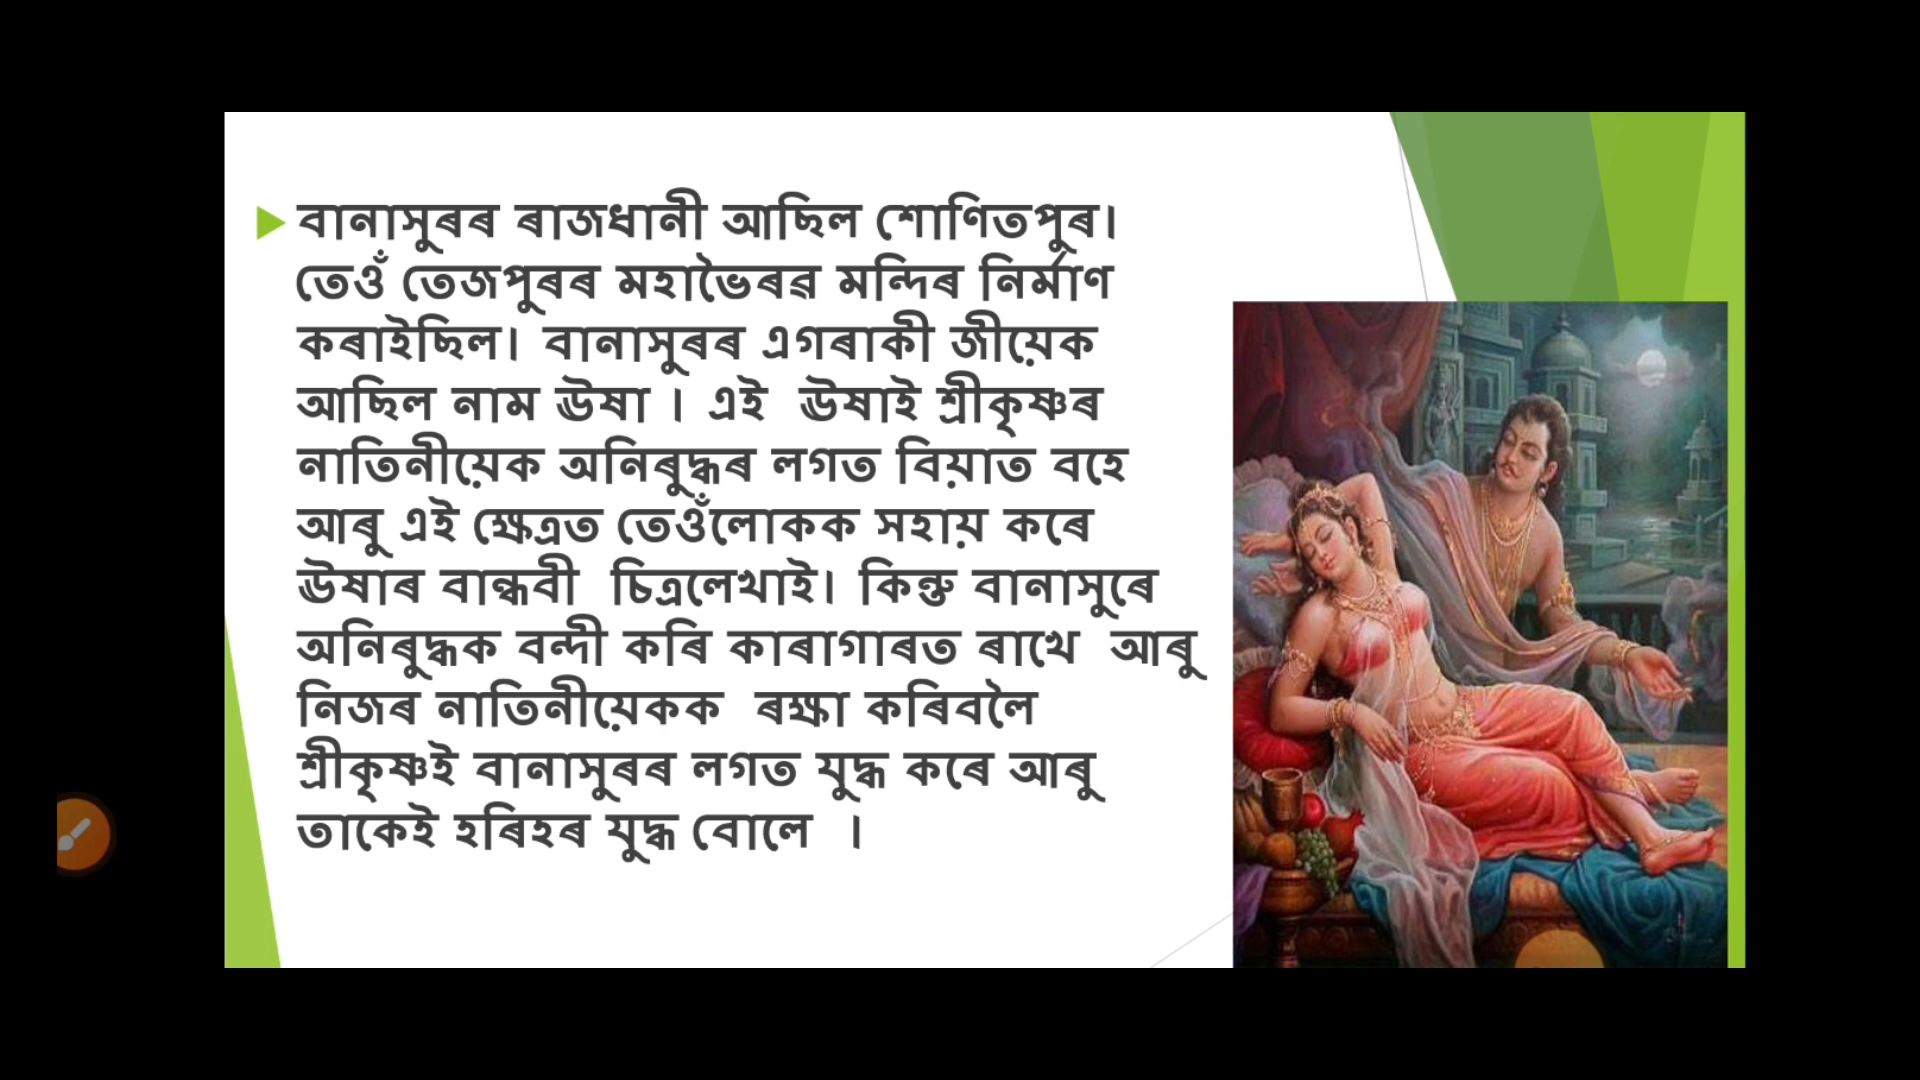 বানাসুৰৰ ৰাজধানী আছিল শোণিতপুৰ।
তেওঁ তেজপুৰৰ মহাভৈৰৱ মন্দিৰ নিৰ্মাণ
কৰাইছিল। বানাসুৰৰ এগৰাকী জীয়েক
আছিল নাম ঊষা । এই ঊষাই শ্ৰীকৃষ্ণৰ
নাতিনীয়েক অনিৰুদ্ধৰ লগত বিয়াত বহে
আৰু এই ক্ষেত্ৰত তেওঁলোকক সহায় কৰে
ঊষাৰ বান্ধবী চিত্ৰলেখাই। কিন্তু বানাসুৰে
অনিৰুদ্ধক বন্দী কৰি কাৰাগাৰত ৰাখে আৰু
নিজৰ নাতিনীয়েকক ৰক্ষা কৰিবলৈ
শ্ৰীকৃষ্ণই বানাসুৰৰ লগত যুদ্ধ কৰে আৰু
তাকেই হৰিহৰ যুদ্ধ বোলে ।